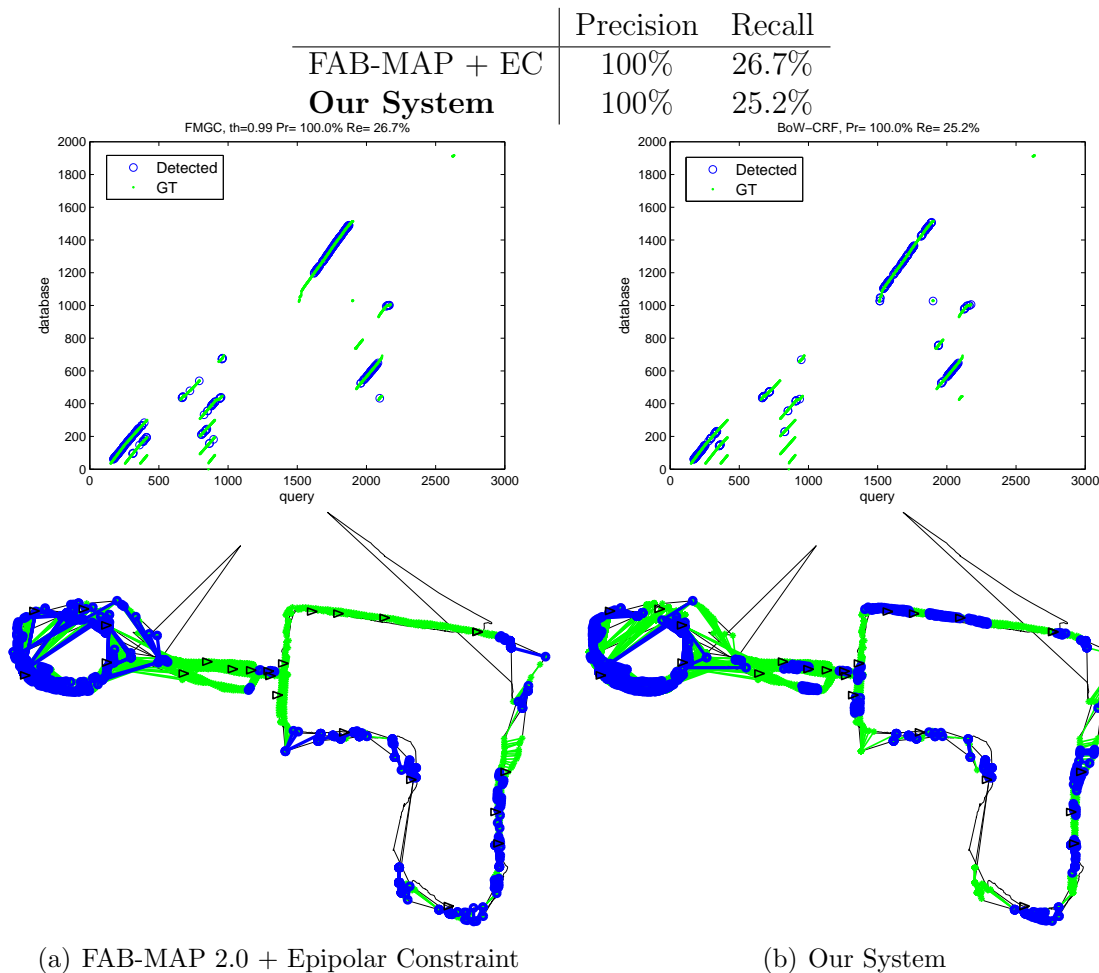 Precision Recall
FAB-MAP + EC 100% 26.7%
Our System 100% 25.2%
FMGC, th=0.99 Pr= 100.0% Re= 26.7%
2000
1800
1600
1400
1200
1000
800
600
400
200
0
database
Detected
GT
0 500 1000 1500 2000 2500 3000
query
BoW-CRF, Pr= 100.0% Re= 25.2%
2000
1800
1600
1400
1200
1000
800
600
400
200
0
database
Detected
GT
0 500 1000 1500 2000 2500 3000
query
(a) FAB-MAP 2.0 + Epipolar Constraint
(b) Our System